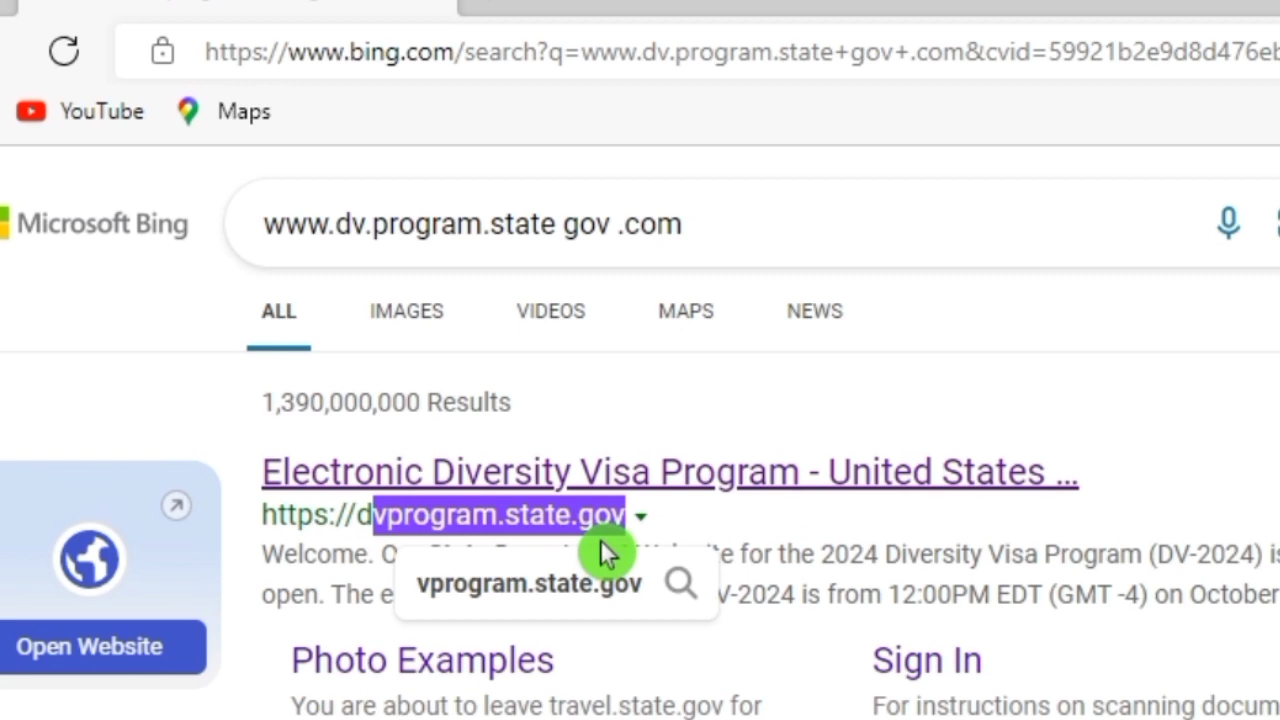 https://www.bing.com/search?q=www.dv.program.state+gov+.com&cvid=59921b2e9d8d476eb
YouTube Maps
Microsoft Bing www.dv.program.state gov .com
ALL IMAGES VIDEOS MAPS NEWS
1,390,000,000 Results
Electronic Diversity Visa Program - United States ...
https://dvprogram.state.gov
Welcome. for the 2024 Diversity Visa Program (DV-2024)
open. The V-2024 is from 12:00PM EDT (GMT -4) on October
vprogram.state.gov
Open Website
Photo Examples Sign In
You are about to leave travel.state.gov for For instructions on scanning docum